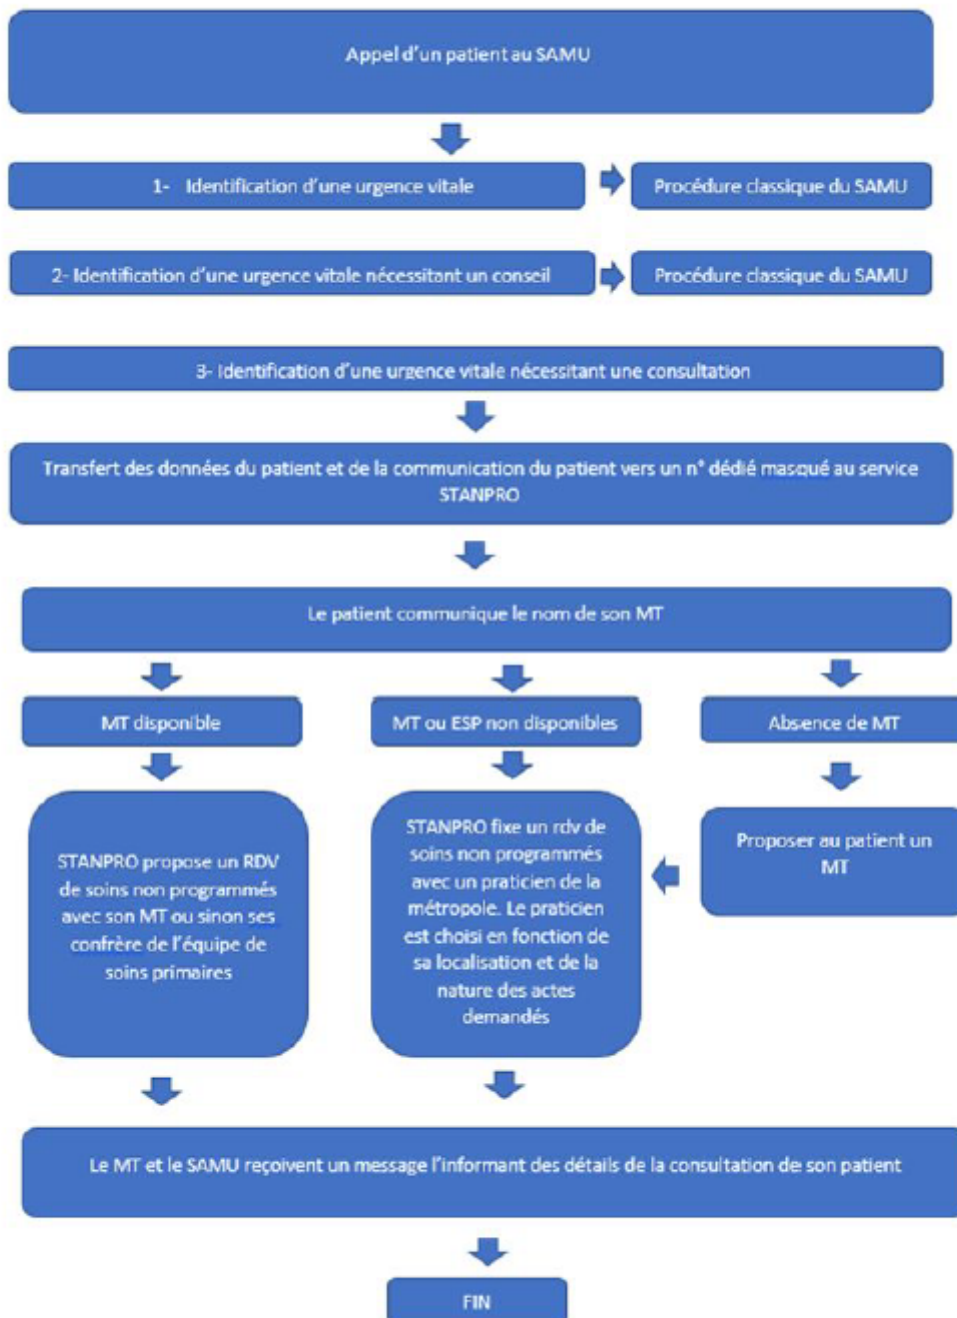 Appel d'un patient au SAMU
1- Identification d'une urgence vitale
Procédure classique du SAMU
2- Identification d'une urgence vitale nécessitant un conseil
Procédure classique du SAMU
3- Identification d'une urgence vitale nécessitant une consultation
Transfert des données du patient et de la communication du patient vers un n° dédié masqué au service
STANPRO
Le patient communique le nom de son MT
MT disponible
MT ou ESP non disponibles
Absence de MT
STANPRO propose un RDV
de soins non programmés
avec son MT ou sinon ses
confrère de l'équipe de
soins primaires
STANPRO fixe un rdv de
soins non programmés
avec un praticien de la
métropole. Le praticien
est choisi en fonction de
sa localisation et de la
nature des actes
demandés
Proposer au patient un
MT
Le MT et le SAMU reçoivent un message l'informant des détails de la consultation de son patient
FIN